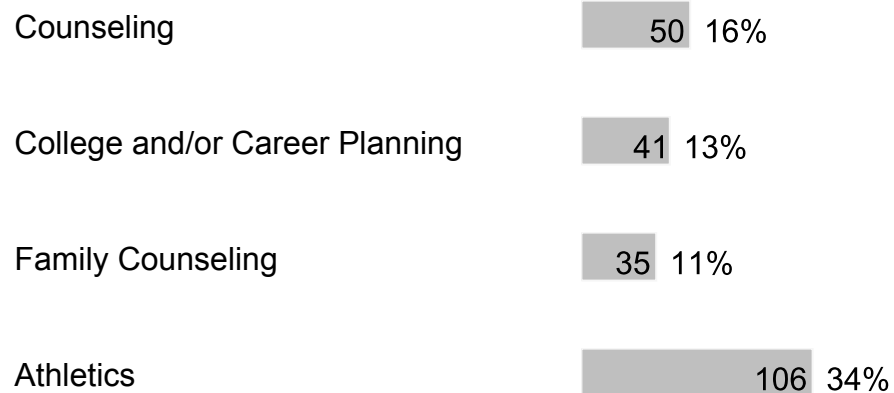 Counseling 50 16%
College and/or Career Planning 41 13%
Family Counseling 35 11%
Athletics 106 34%